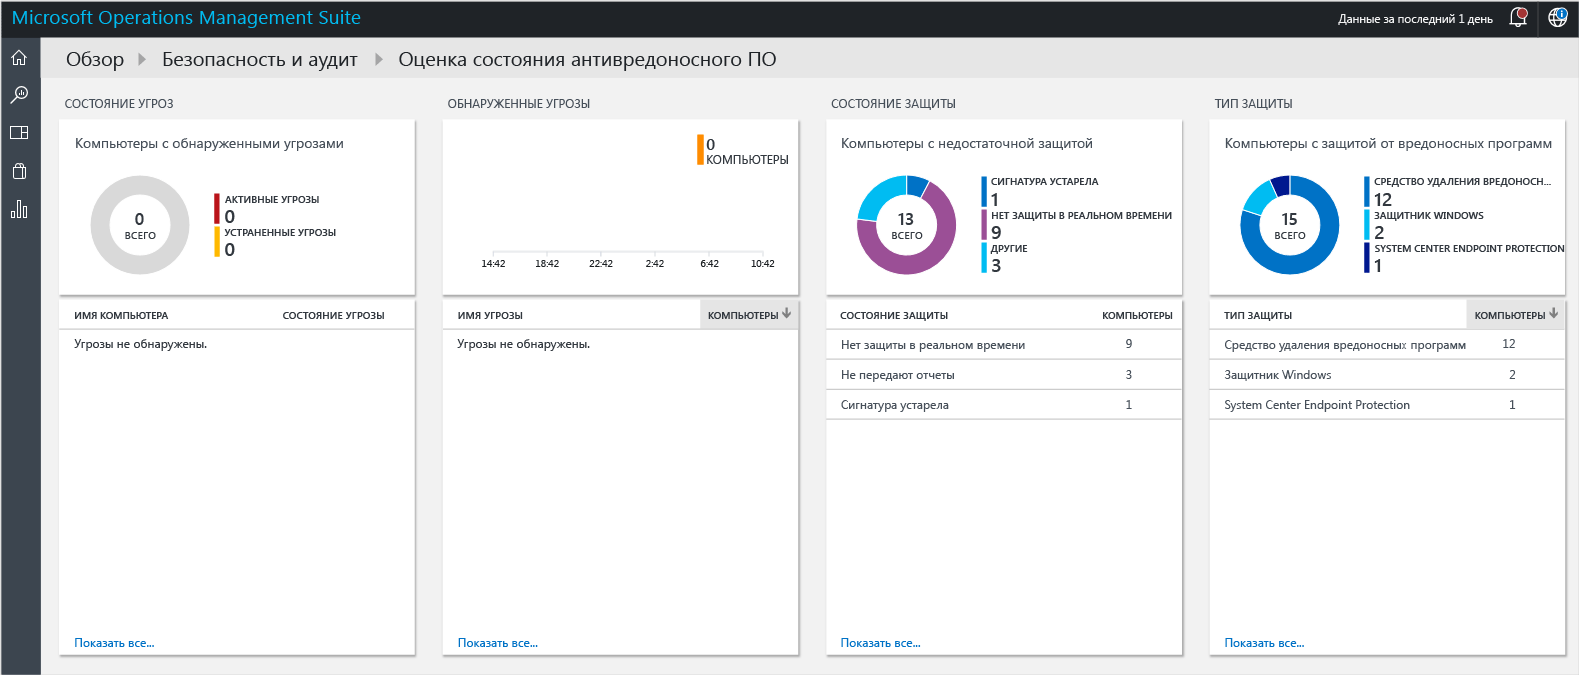 Microsoft Operations Management Suite
Данные за последний 1 день
Обзор
Безопасность и аудит
Оценка состояния антивредоносного ПО
СОСТОЯНИЕ УГРОЗ
Компьютеры с обнаруженными угрозами
0
ВСЕГО
АКТИВНЫЕ УГРОЗЫ
0
УСТРАНЕННЫЕ УГРОЗЫ
0
ИМЯ КОМПЬЮТЕРА СОСТОЯНИЕ УГРОЗЫ
Угрозы не обнаружены.
Показать все...
ОБНАРУЖЕННЫЕ УГРОЗЫ
0
КОМПЬЮТЕРЫ
14:42 18:42 22:42 2:42 6:42 10:42
ИМЯ УГРОЗЫ КОМПЬЮТЕРЫ
Угрозы не обнаружены.
Показать все...
СОСТОЯНИЕ ЗАЩИТЫ
Компьютеры с недостаточной защитой
13
ВСЕГО
СИГНАТУРА УСТАРЕЛА
1
НЕТ ЗАЩИТЫ В РЕАЛЬНОМ ВРЕМЕНИ
9
ДРУГИЕ
3
СОСТОЯНИЕ ЗАЩИТЫ КОМПЬЮТЕРЫ
Нет защиты в реальном времени 9
Не передают отчеты 3
Сигнатура устарела 1
Показать все...
ТИП ЗАЩИТЫ
Компьютеры с защитой от вредоносных программ
15
ВСЕГО
СРЕДСТВО УДАЛЕНИЯ ВРЕДОНОСН...
12
ЗАЩИТНИК WINDOWS
2
SYSTEM CENTER ENDPOINT PROTECTION
1
ТИП ЗАЩИТЫ КОМПЬЮТЕРЫ
Средство удаления вредоносных программ 12
Защитник Windows 2
System Center Endpoint Protection 1
Показать все...